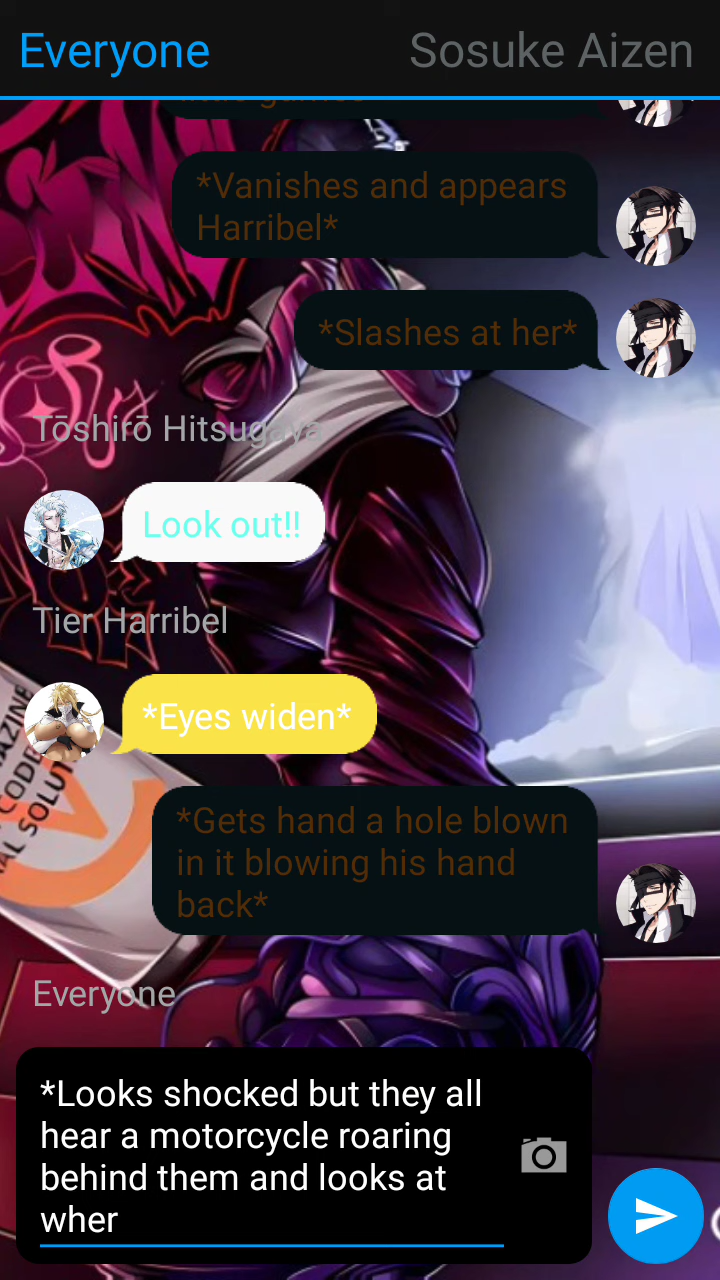 Everyone
Sosuke Aizen
*Vanishes and appears
Harribel*
*Slashes at her*
Tōshirō Hitsugaya
Look out!!
Tier Harribel
*Eyes widen*
*Gets hand a hole blown
in it blowing his hand
back*
Everyone
*Looks shocked but they all
hear a motorcycle roaring
behind them and looks at
wher